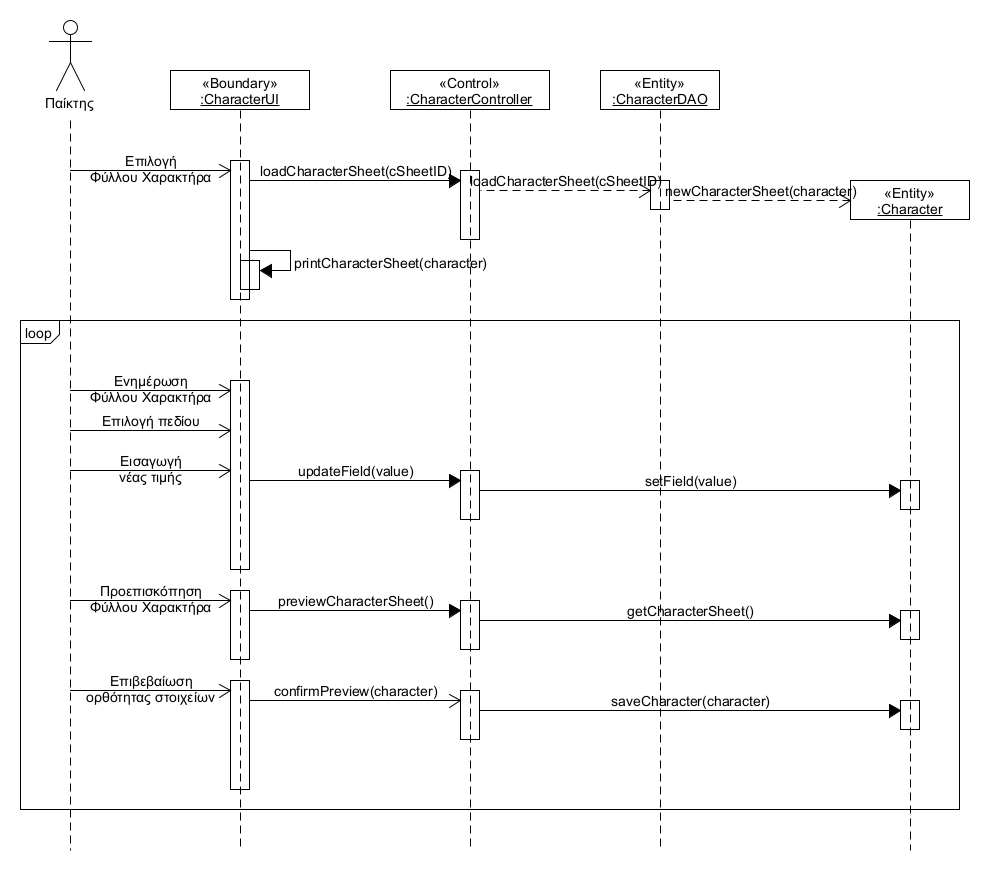 Παίκτης
«Boundary»
:CharacterUI
«Control»
:CharacterController
«Entity»
:CharacterDAO
Επιλογή
Φύλλου Χαρακτήρα
loadCharacterSheet(cSheetID)
loadCharacterSheet(cSheetID)
newCharacterSheet(character)
«Entity»
:Character
printCharacterSheet(character)
loop
Ενημέρωση
Φύλλου Χαρακτήρα
Επιλογή πεδίου
Εισαγωγή
νέας τιμής
updateField(value)
setField(value)
Προεπισκόπηση
Φύλλου Χαρακτήρα
previewCharacterSheet()
getCharacterSheet()
Επιβεβαίωση
ορθότητας στοιχείων
confirmPreview(character)
saveCharacter(character)